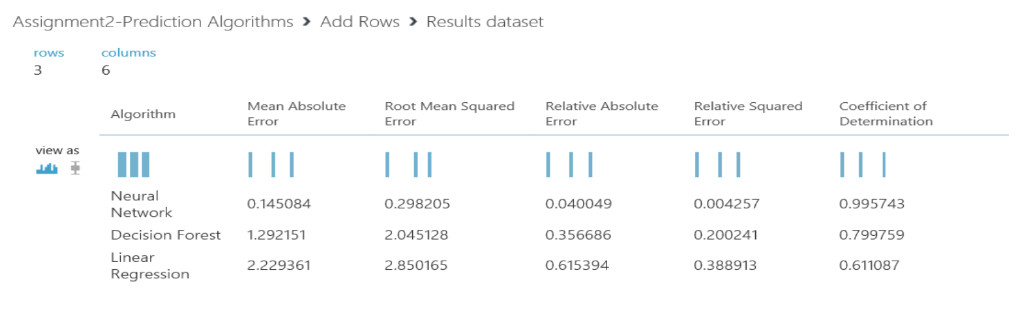 Assignment2-Prediction Algorithms > Add Rows > Results dataset
rows columns
3 6
Algorithm Mean Absolute Error Root Mean Squared Error Relative Absolute Error Relative Squared Error Coefficient of Determination
view as
Neural Network 0.145084 0.298205 0.040049 0.004257 0.995743
Decision Forest 1.292151 2.045128 0.356686 0.200241 0.799759
Linear Regression 2.229361 2.850165 0.615394 0.388913 0.611087